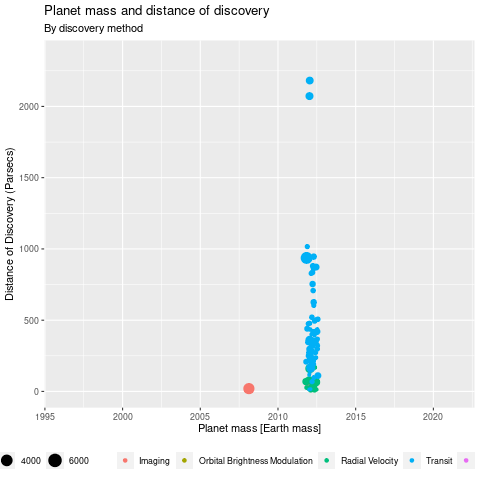 Planet mass and distance of discovery
By discovery method
Distance of Discovery (Parsecs)
2000
1500
1000
500
0
1995
2000
2005
2010
2015
2020
Planet mass [Earth mass]
4000
6000
Imaging
Orbital Brightness Modulation
Radial Velocity
Transit